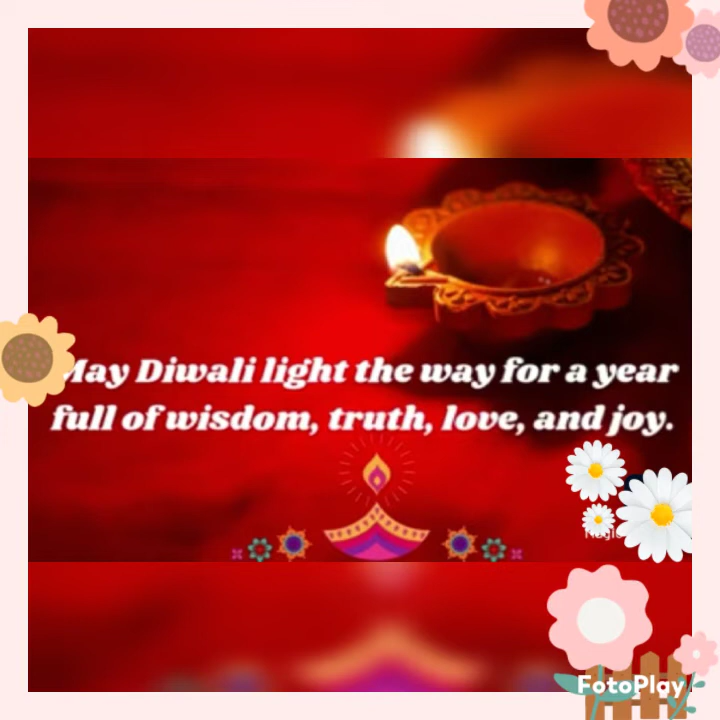 May Diwali light the way for a year
full of wisdom, truth, love, and joy.
FotoPlay